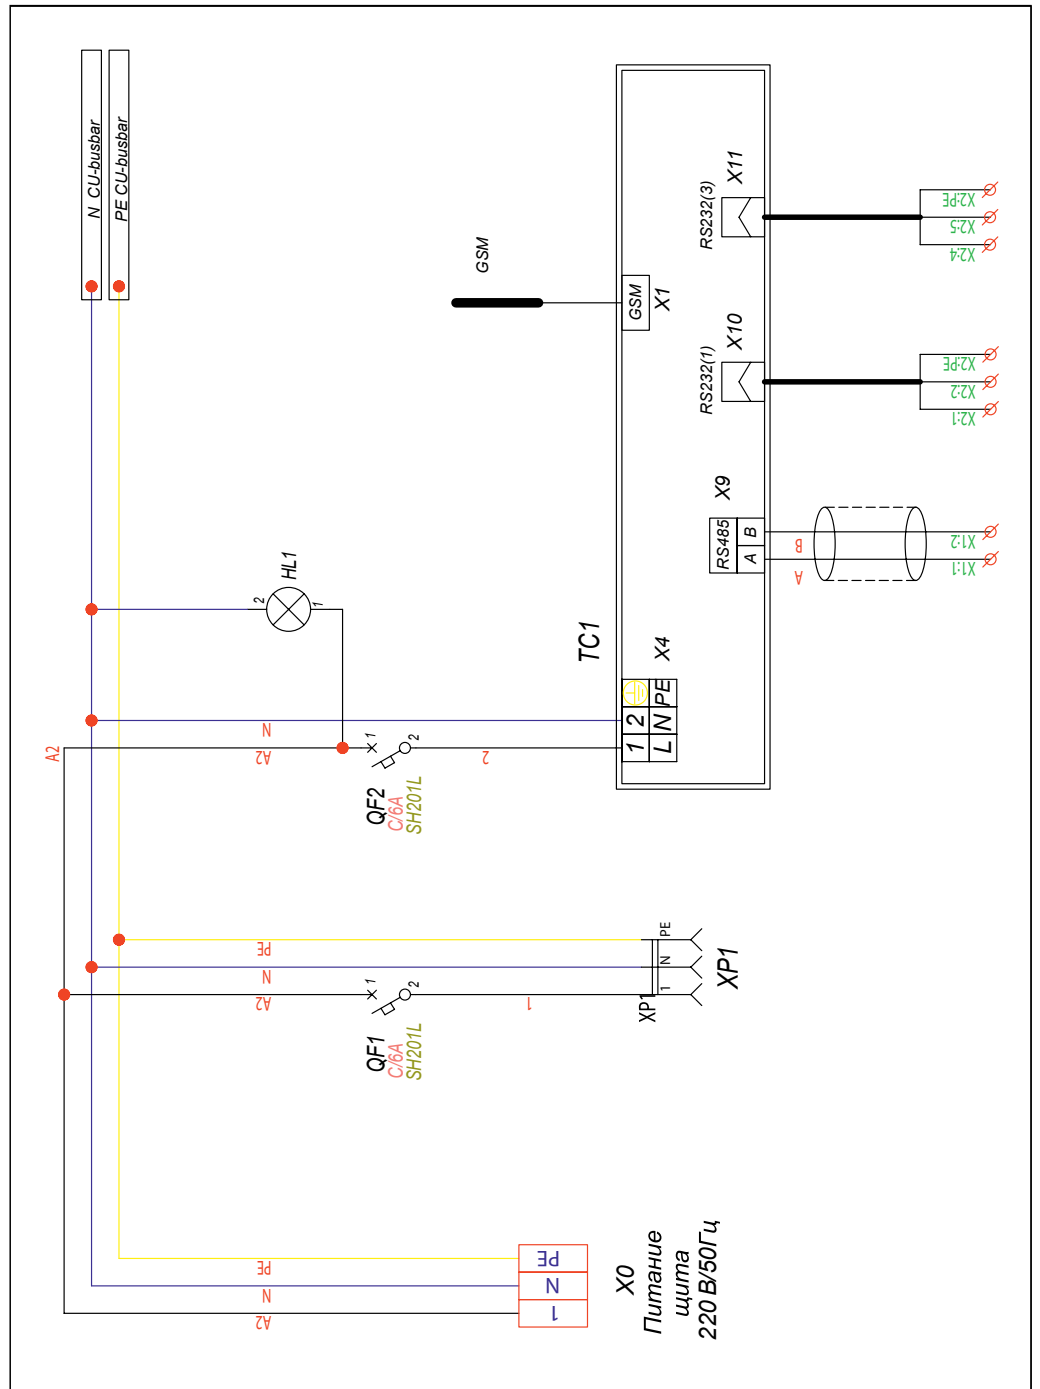 N  CU-busbar
PE CU-busbar
A2
A2
N
PE
1
N
PE
X0
Питание
щита
220 В/50Гц
A2
N
PE
1
2
QF1
C/6A
SH201L
1
XP1
1
N
PE
XP1
A2
N
1
2
QF2
C/6A
SH201L
2
HL1
1
2
TC1
1
2
L
N
PE
X4
GSM
GSM
X1
RS485
A
B
X9
A
B
X1:1
X1:2
RS232(1)
X10
X2:1
X2:2
X2:PE
RS232(3)
X11
X2:4
X2:5
X2:PE